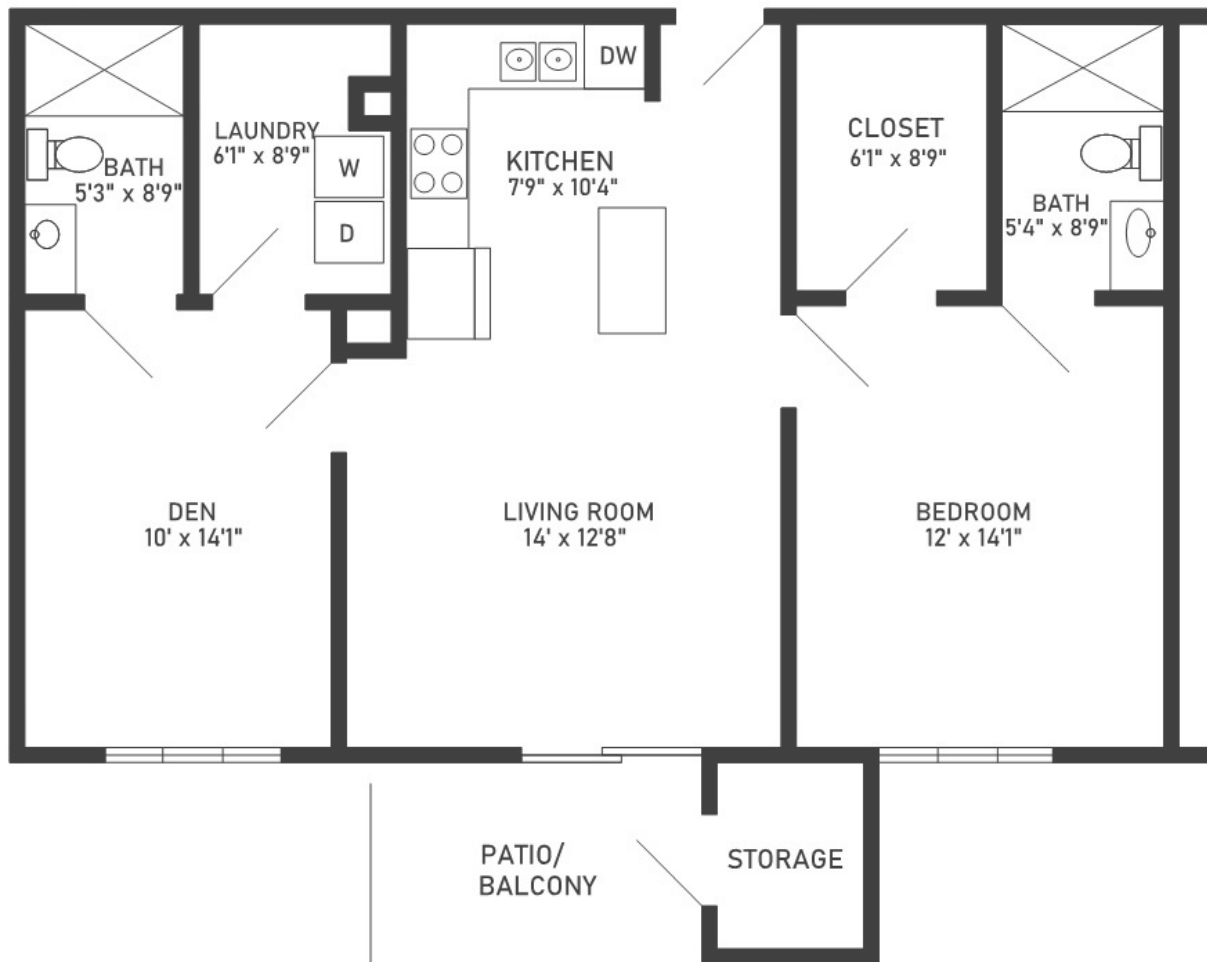 DW
LAUNDRY
6'1" x 8'9"
W
D
BATH
5'3" x 8'9"
KITCHEN
7'9" x 10'4"
CLOSET
6'1" x 8'9"
BATH
5'4" x 8'9"
DEN
10' x 14'1"
LIVING ROOM
14' x 12'8"
BEDROOM
12' x 14'1"
PATIO/
BALCONY
STORAGE